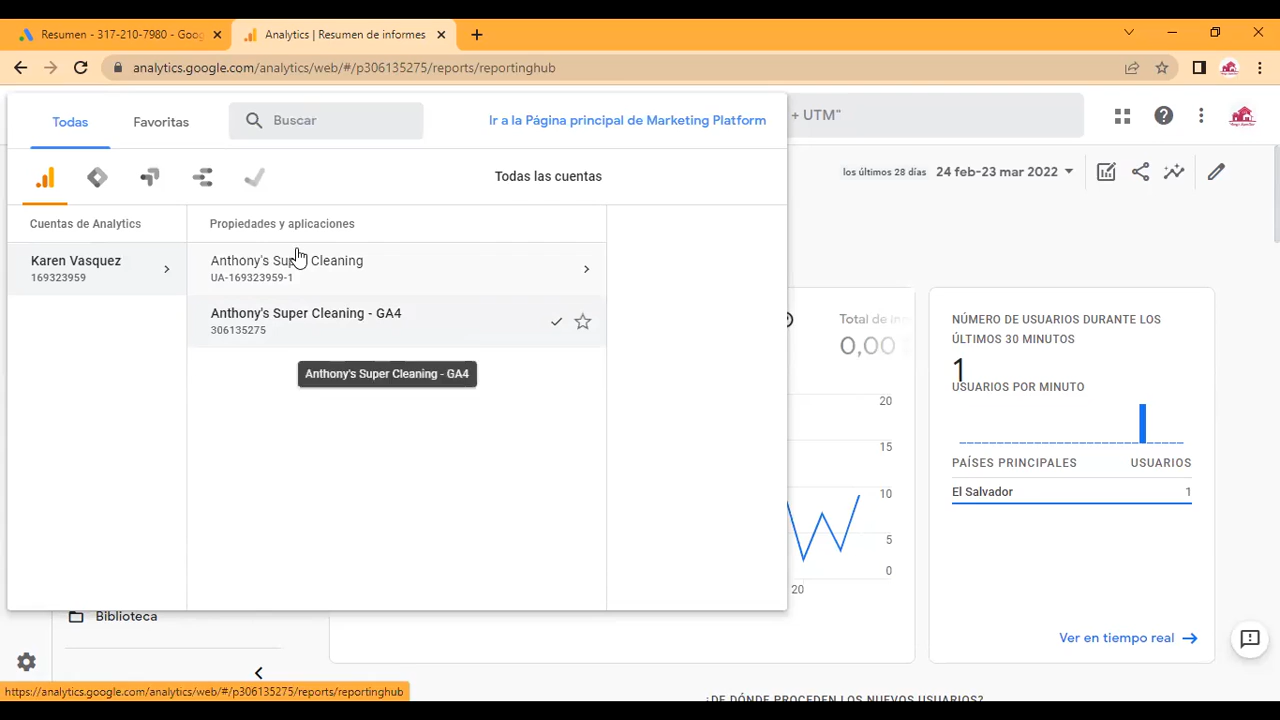 Resumen - 317-210-7980 - Goog
Analytics | Resumen de informes
analytics.google.com/analytics/web/#/p306135275/reports/reportinghub
Todas
Favoritas
Buscar
Ir a la Página principal de Marketing Platform
+ UTM"
Todas las cuentas
los últimos 28 días
24 feb-23 mar 2022
Cuentas de Analytics
Propiedades y aplicaciones
Karen Vasquez
169323959
Anthony's Super Cleaning
UA-169323959-1
Anthony's Super Cleaning - GA4
306135275
Anthony's Super Cleaning - GA4
Total de in
0,00
20
15
10
5
0
20
NÚMERO DE USUARIOS DURANTE LOS
ÚLTIMOS 30 MINUTOS
1
USUARIOS POR MINUTO
PAÍSES PRINCIPALES
USUARIOS
El Salvador
1
Ver en tiempo real
Biblioteca
https://analytics.google.com/analytics/web/#/p306135275/reports/reportinghub
¿DE DÓNDE PROCEDEN LOS NUEVOS USUARIOS?